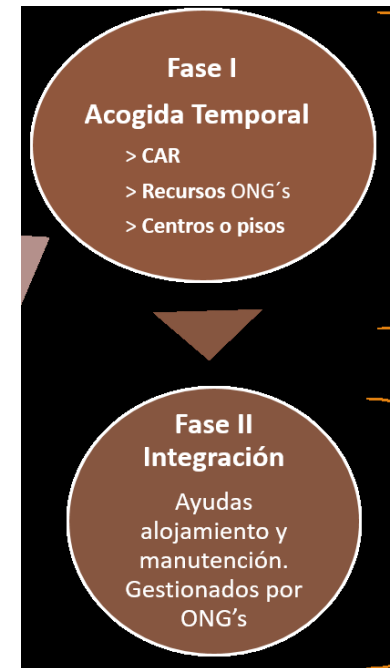 Fase I
Acogida Temporal
> CAR
> Recursos ONG´s
> Centros o pisos
Fase II
Integración
Ayudas
alojamiento y
manutención.
Gestionados por
ONG’s